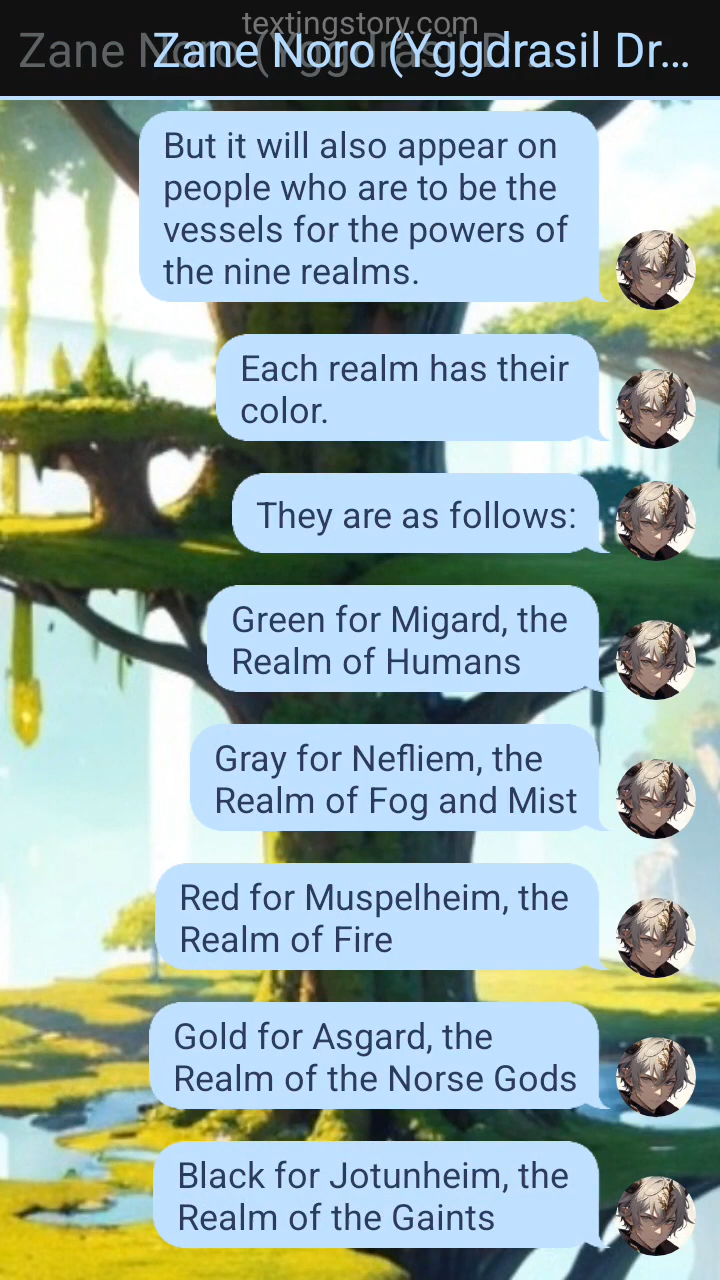 textingstory.com
Zane Noro (Yggdrasil Dr...
But it will also appear on
people who are to be the
vessels for the powers of
the nine realms.
Each realm has their
color.
They are as follows:
Green for Migard, the
Realm of Humans
Gray for Nefliem, the
Realm of Fog and Mist
Red for Muspelheim, the
Realm of Fire
Gold for Asgard, the
Realm of the Norse Gods
Black for Jotunheim, the
Realm of the Gaints